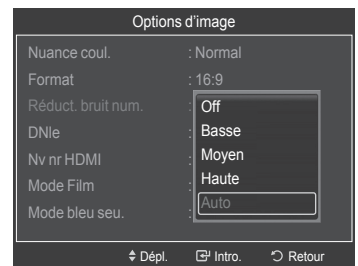 Options d'image
Nuance coul. : Normal
Format : 16:9
Réduct. bruit num. : Off
DNIe : Basse
Nv nr HDMI : Moyen
Mode Film : Haute
Mode bleu seu. : Auto
Dépl. Intro. Retour